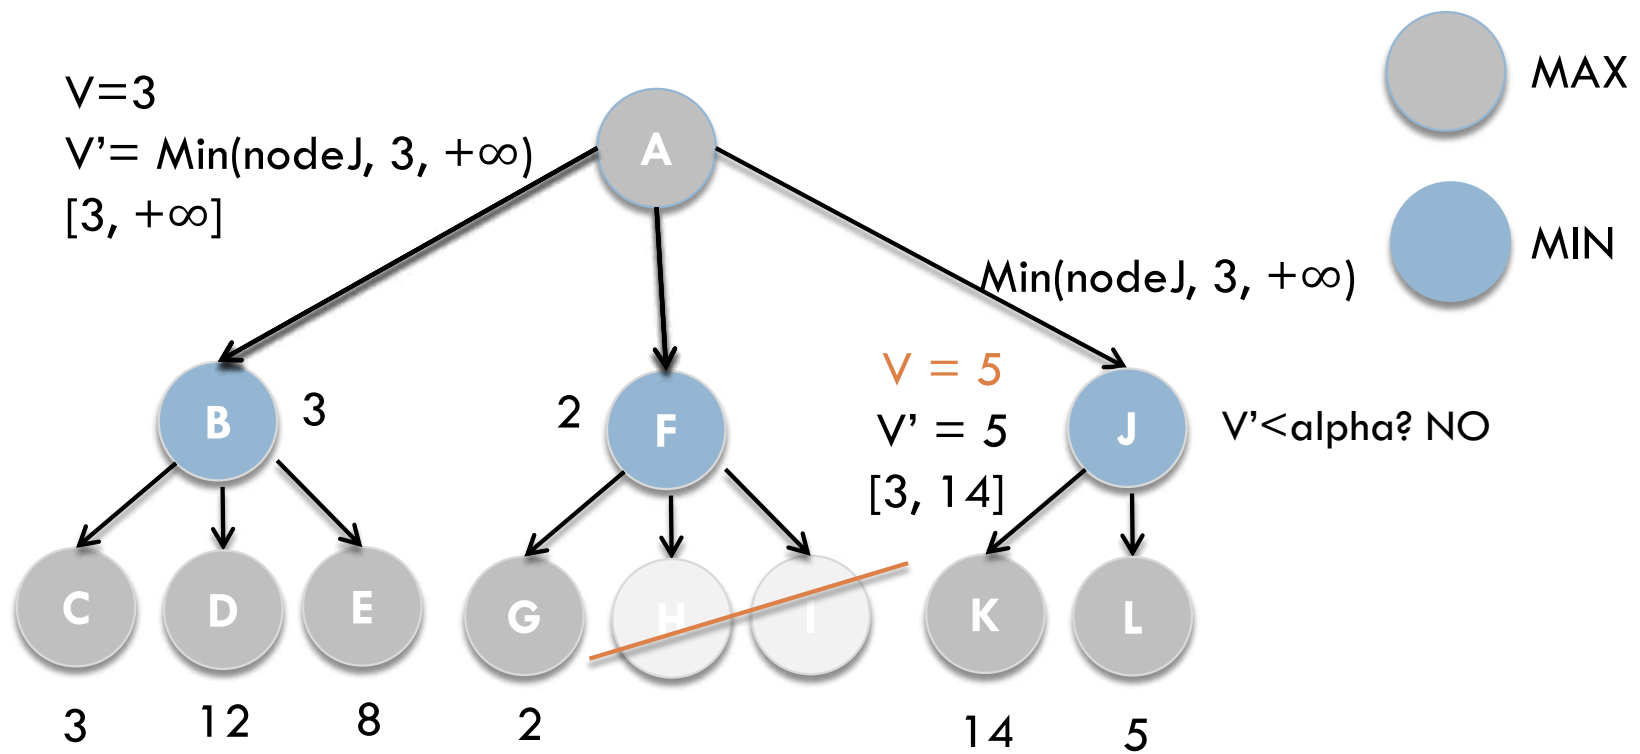 V=3
V'= Min(nodeJ, 3, +∞)
[3, +∞]
A
MAX
MIN
Min(nodeJ, 3, +∞)
B
3
2
F
V = 5
V' = 5
[3, 14]
J
V'<alpha? NO
C
D
E
G
H
I
K
L
3
12
8
2
14
5